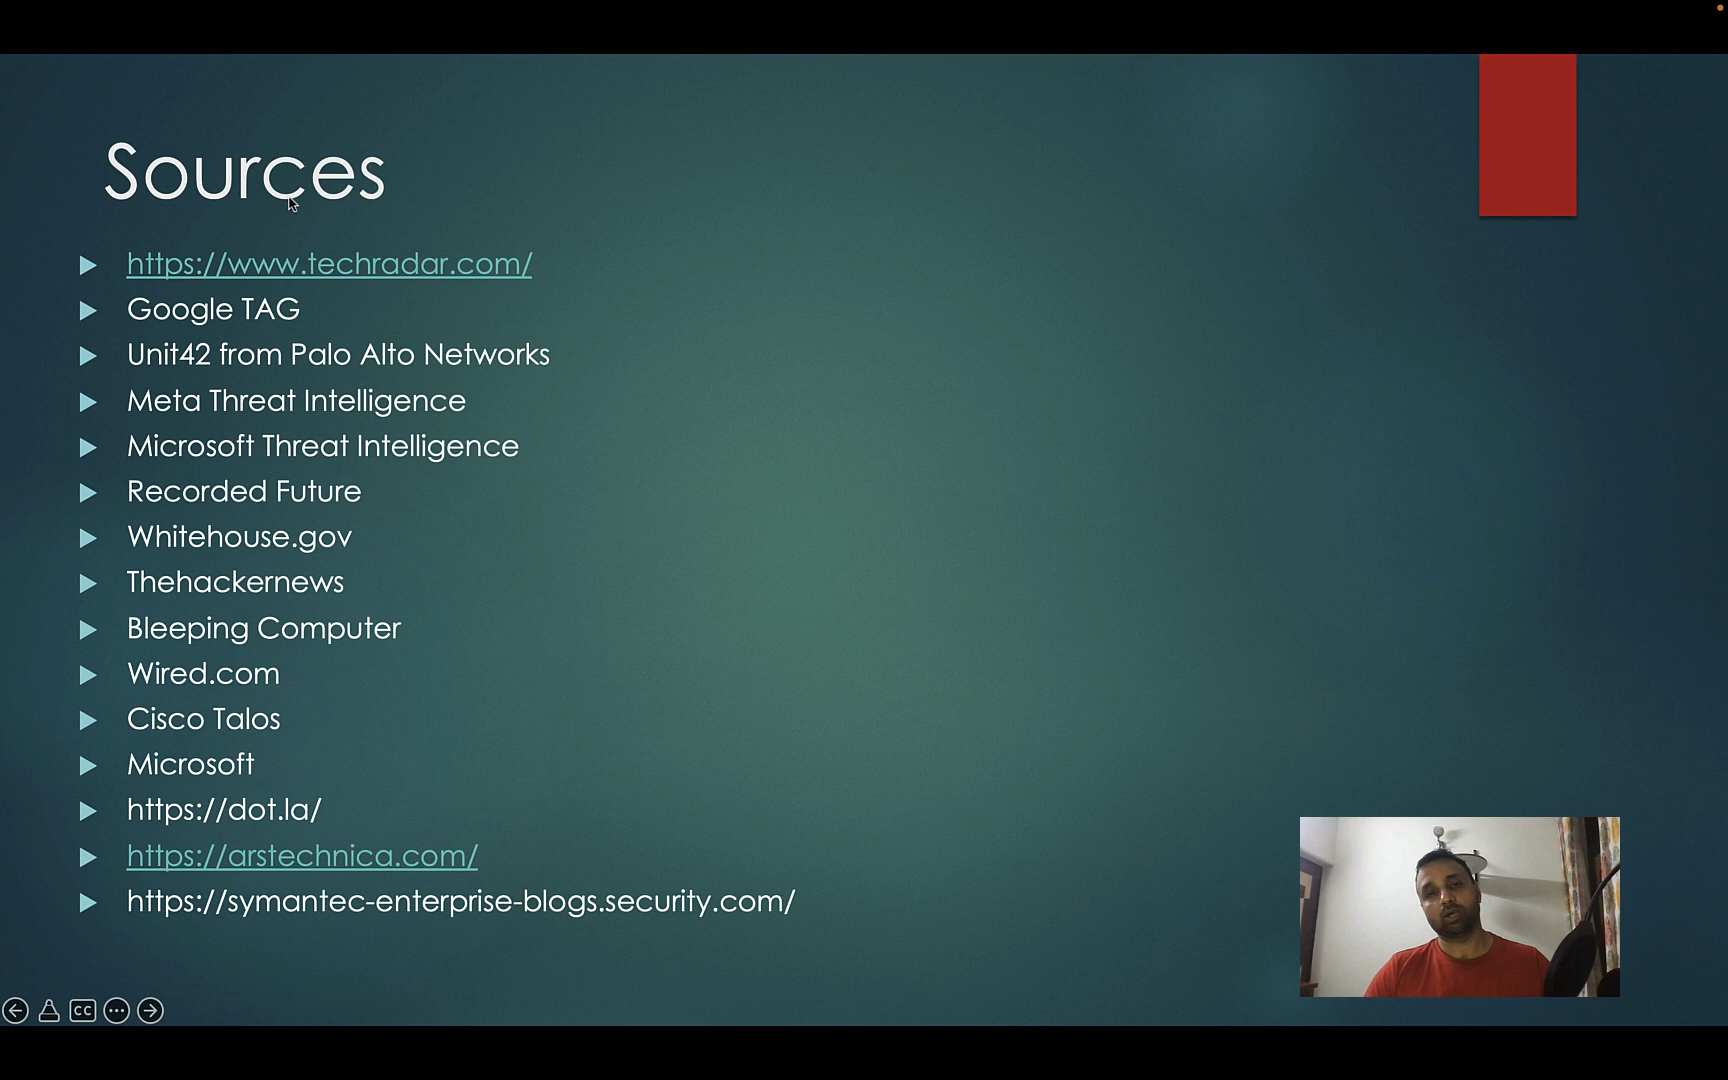 Sources
https://www.techradar.com/
Google TAG
Unit42 from Palo Alto Networks
Meta Threat Intelligence
Microsoft Threat Intelligence
Recorded Future
Whitehouse.gov
Thehackernews
Bleeping Computer
Wired.com
Cisco Talos
Microsoft
https://dot.la/
https://arstechnica.com/
https://symantec-enterprise-blogs.security.com/
CC